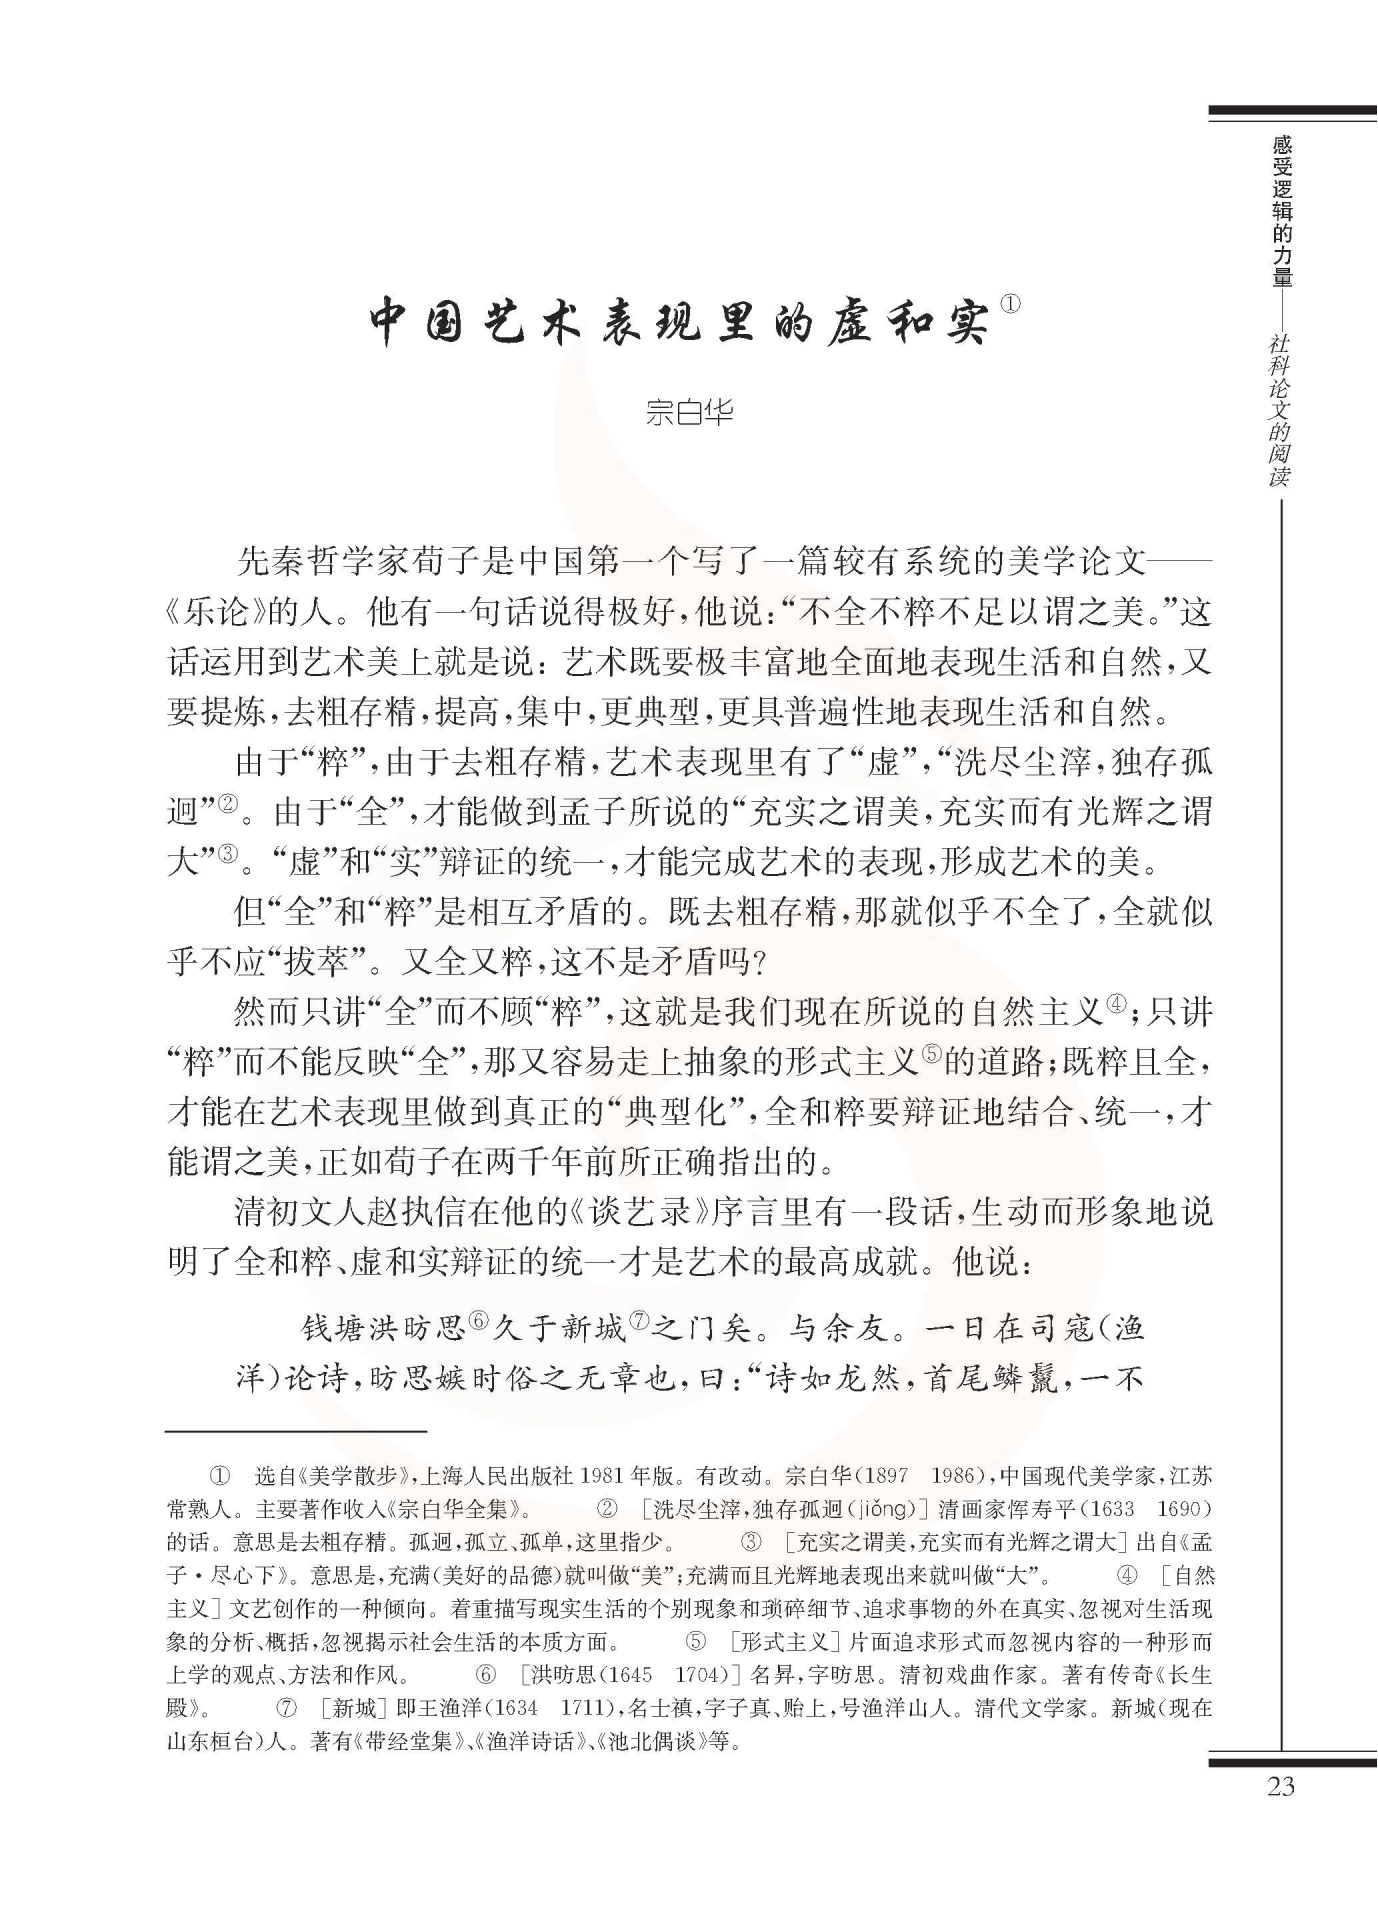 感受逻辑的力量——社科论文的阅读
中国艺术表现里的虚和实①
宗白华
先秦哲学家荀子是中国第一个写了一篇较有系统的美学论文——
《乐论》的人。他有一句话说得极好,他说:“不全不粹不足以谓之美。”这
话运用到艺术美上就是说: 艺术既要极丰富地全面地表现生活和自然,又
要提炼,去粗存精,提高,集中,更典型,更具普遍性地表现生活和自然。
由于“粹”,由于去粗存精,艺术表现里有了“虚”,“洗尽尘滓,独存孤
迥”②。由于“全”,才能做到孟子所说的“充实之谓美,充实而有光辉之谓
大”③。“虚”和“实”辩证的统一,才能完成艺术的表现,形成艺术的美。
但“全”和“粹”是相互矛盾的。既去粗存精,那就似乎不全了,全就似
乎不应“拔萃”。又全又粹,这不是矛盾吗?
然而只讲“全”而不顾“粹”,这就是我们现在所说的自然主义④;只讲
“粹”而不能反映“全”,那又容易走上抽象的形式主义⑤的道路;既粹且全,
才能在艺术表现里做到真正的“典型化”,全和粹要辩证地结合、统一,才
能谓之美,正如荀子在两千年前所正确指出的。
清初文人赵执信在他的《谈艺录》序言里有一段话,生动而形象地说
明了全和粹、虚和实辩证的统一才是艺术的最高成就。他说:
钱塘洪昉思⑥久于新城⑦之门矣。与余友。一日在司寇(渔
洋)论诗,昉思嫉时俗之无章也,曰:“诗如龙然,首尾鳞鬣,一不
① 选自《美学散步》,上海人民出版社 1981 年版。有改动。宗白华(1897 1986),中国现代美学家,江苏
常熟人。主要著作收入《宗白华全集》。 ② [洗尽尘滓,独存孤迥(jiǒng)] 清画家恽寿平(1633 1690)
的话。意思是去粗存精。孤迥,孤立、孤单,这里指少。 ③ [充实之谓美,充实而有光辉之谓大] 出自《孟
子·尽心下》。意思是,充满(美好的品德)就叫做“美”;充满而且光辉地表现出来就叫做“大”。 ④ [自然
主义] 文艺创作的一种倾向。着重描写现实生活的个别现象和琐碎细节、追求事物的外在真实、忽视对生活现
象的分析、概括,忽视揭示社会生活的本质方面。 ⑤ [形式主义] 片面追求形式而忽视内容的一种形而
上学的观点、方法和作风。 ⑥ [洪昉思(1645 1704)] 名昇,字昉思。清初戏曲作家。著有传奇《长生
殿》。 ⑦ [新城] 即王渔洋(1634 1711),名士禛,字子真、贻上,号渔洋山人。清代文学家。新城(现在
山东桓台)人。著有《带经堂集》、《渔洋诗话》、《池北偶谈》等。
23